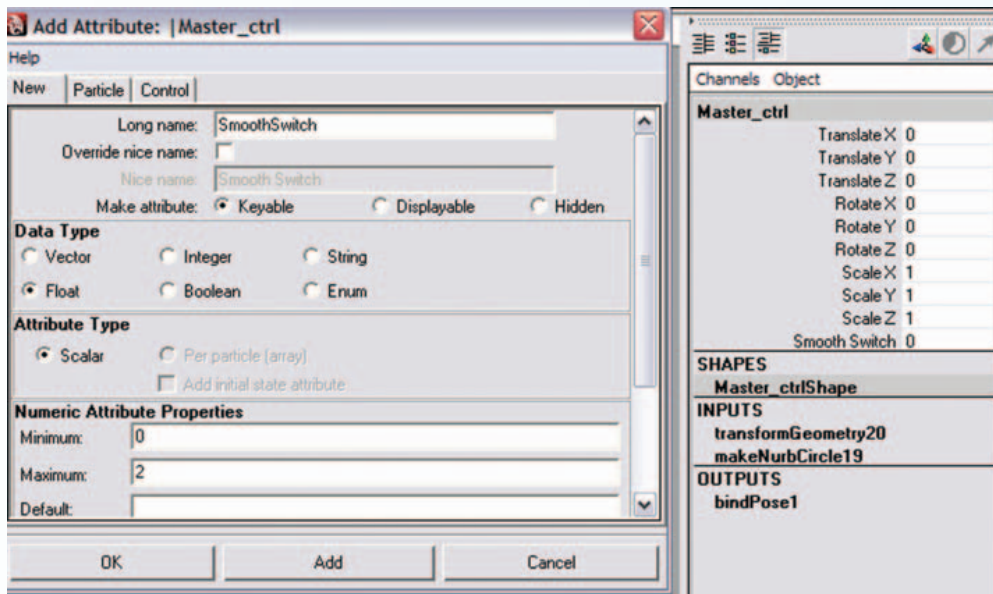 Add Attribute: |Master_ctrl
Help
New Particle Control
Long name: SmoothSwitch
Override nice name:
Nice name: Smooth Switch
Make attribute: Keyable Displayable Hidden
Data Type
Vector Integer String
Float Boolean Enum
Attribute Type
Scalar Per particle (array)
Add initial state attribute
Numeric Attribute Properties
Minimum: 0
Maximum: 2
Default:
OK Add Cancel
Channels Object
Master_ctrl
Translate X 0
Translate Y 0
Translate Z 0
Rotate X 0
Rotate Y 0
Rotate Z 0
Scale X 1
Scale Y 1
Scale Z 1
Smooth Switch 0
SHAPES
Master_ctrlShape
INPUTS
transformGeometry20
makeNurbCircle19
OUTPUTS
bindPose1